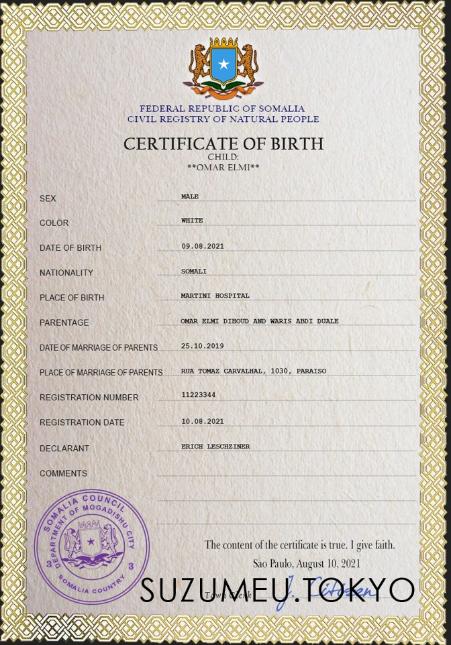 FEDERAL REPUBLIC OF SOMALIA
CIVIL REGISTRY OF NATURAL PEOPLE
CERTIFICATE OF BIRTH
CHILD:
**OMAR ELMI**
SEX MALE
COLOR WHITE
DATE OF BIRTH 09.08.2021
NATIONALITY SOMALI
PLACE OF BIRTH MARTINI HOSPITAL
PARENTAGE OMAR ELMI DIHOUD AND WARIS ABDI DUALE
DATE OF MARRIAGE OF PARENTS 25.10.2019
PLACE OF MARRIAGE OF PARENTS RUA TOMAZ CARVALHAL, 1030, PARAISO
REGISTRATION NUMBER 11223344
REGISTRATION DATE 10.08.2021
DECLARANT ERICH LESCHZINER
COMMENTS
SOMALIA COUNCIL
DEPARTMENT OF MOGADISHU CITY
3 3
SOMALIA COUNTRY
The content of the certificate is true. I give faith.
Sao Paulo, August 10, 2021
SUZUMEU.TOKYO